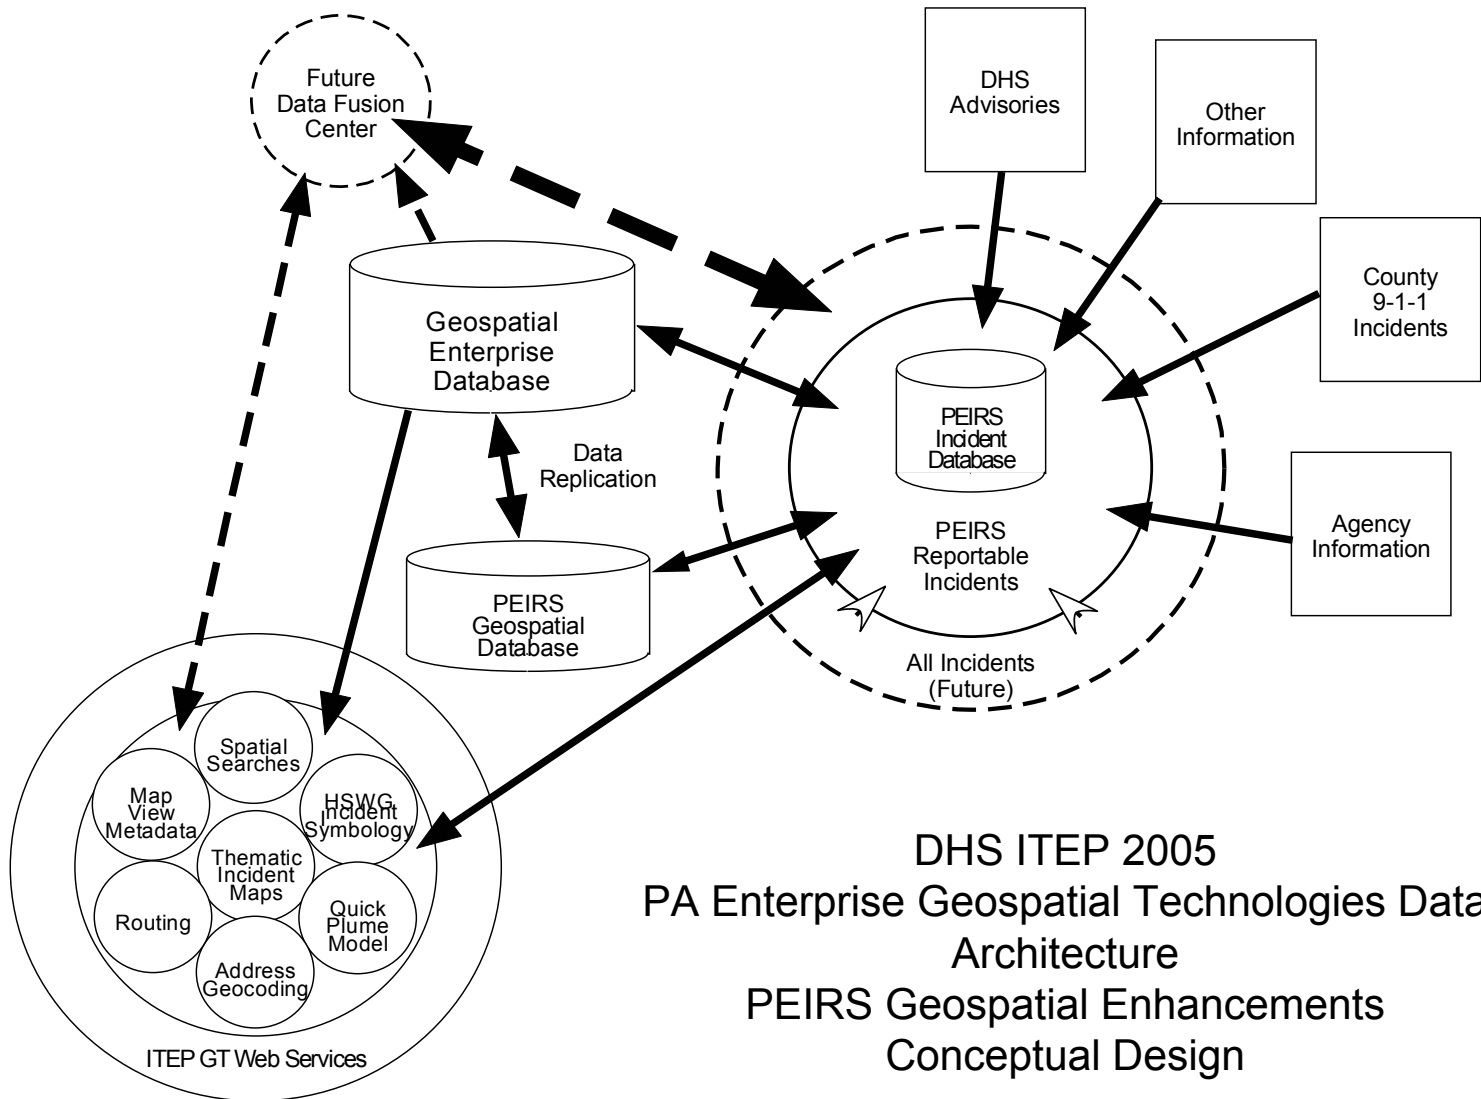 Future
Data Fusion
Center
DHS
Advisories
Other
Information
County
9-1-1
Incidents
Geospatial
Enterprise
Database
PEIRS
Incident
Database
Data
Replication
PEIRS
Reportable
Incidents
Agency
Information
PEIRS
Geospatial
Database
All Incidents
(Future)
Spatial
Searches
Map
View
Metadata
HSWG
Incident
Symbology
Thematic
Incident
Maps
Routing
Quick
Plume
Model
Address
Geocoding
ITEP GT Web Services
DHS ITEP 2005
PA Enterprise Geospatial Technologies Data
Architecture
PEIRS Geospatial Enhancements
Conceptual Design